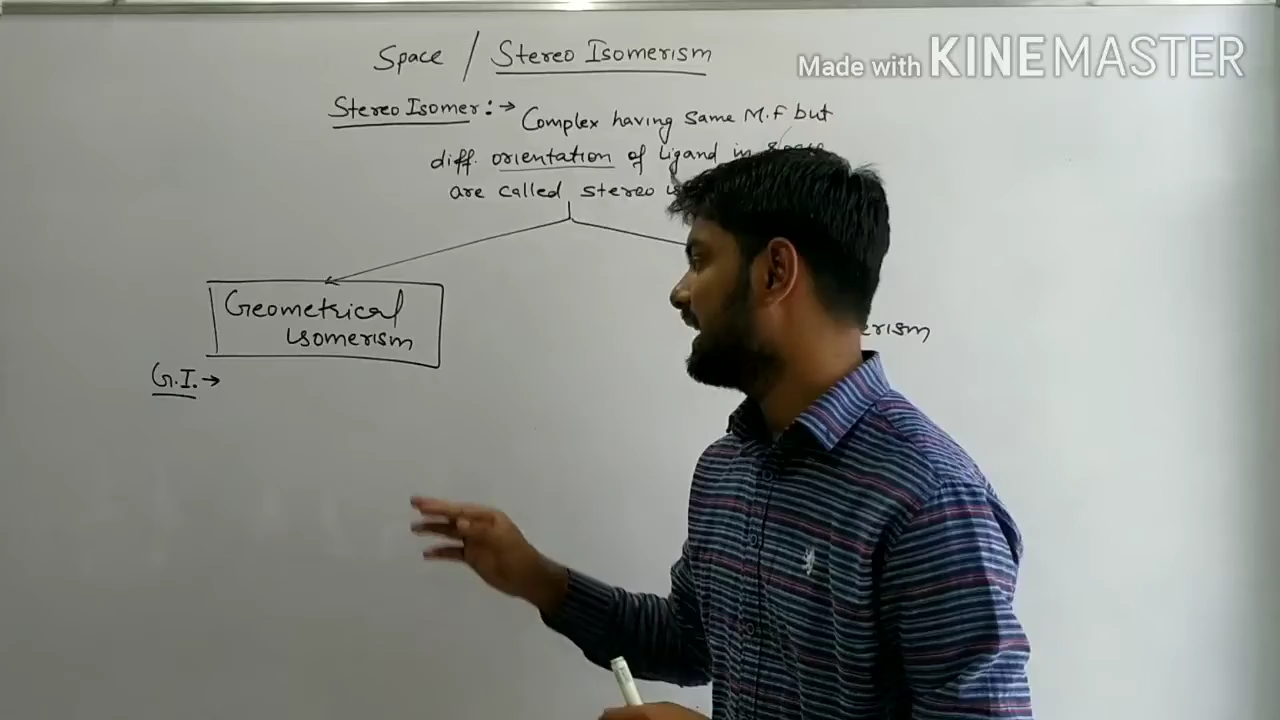 Space / Stereo Isomerism
Made with KINEMASTER
Stereo Isomer :→ Complex having same M.F but
diff. orientation of Ligand in
are called stereo
Geometrical
Isomerism
G.I. →